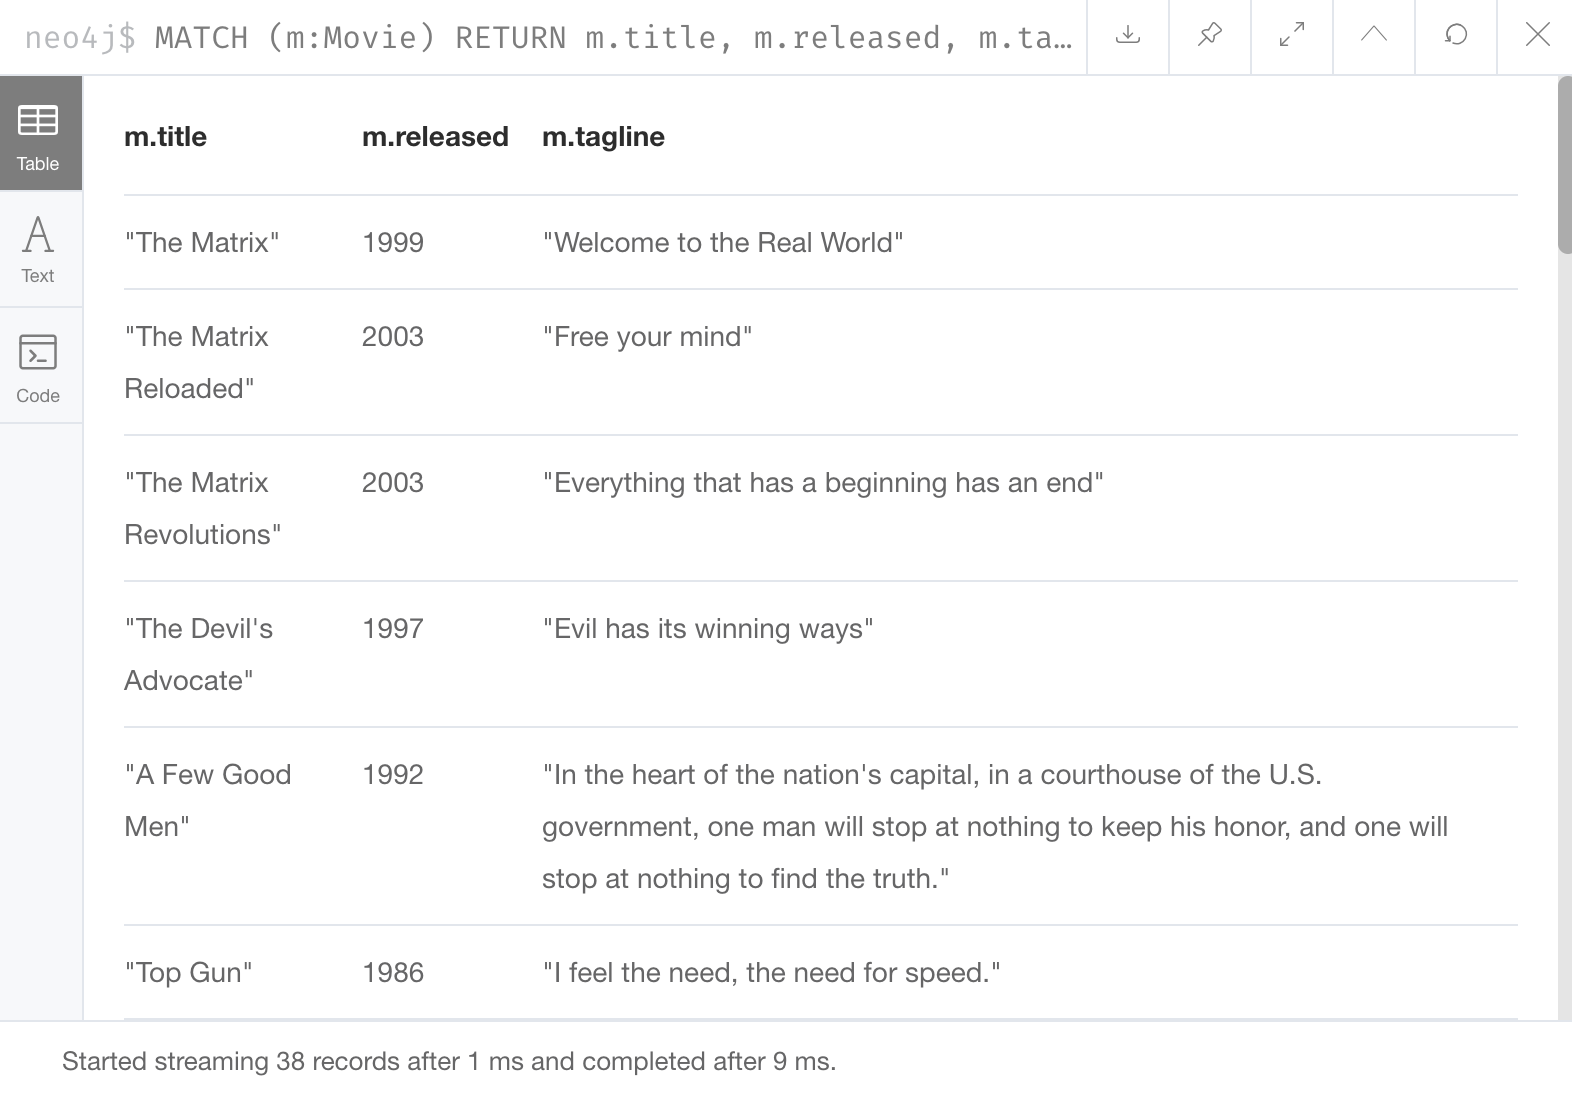 neo4j$ MATCH (m:Movie) RETURN m.title, m.released, m.ta…
Table
Text
Code
m.title m.released m.tagline
"The Matrix" 1999 "Welcome to the Real World"
"The Matrix 2003 "Free your mind"
Reloaded"
"The Matrix 2003 "Everything that has a beginning has an end"
Revolutions"
"The Devil's 1997 "Evil has its winning ways"
Advocate"
"A Few Good 1992 "In the heart of the nation's capital, in a courthouse of the U.S.
Men" government, one man will stop at nothing to keep his honor, and one will
stop at nothing to find the truth."
"Top Gun" 1986 "I feel the need, the need for speed."
Started streaming 38 records after 1 ms and completed after 9 ms.